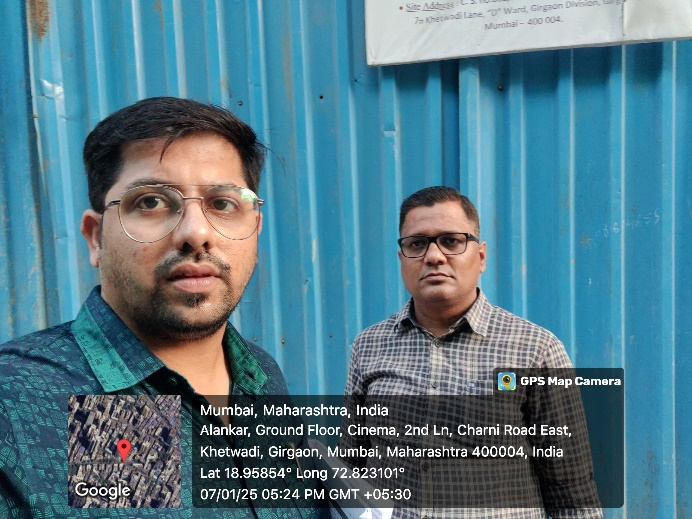 • Site Address : C. S. No.
7th Khetwadi Lane, "D" Ward, Girgaon Division,
Mumbai – 400 004.
GPS Map Camera
Mumbai, Maharashtra, India
Alankar, Ground Floor, Cinema, 2nd Ln, Charni Road East,
Khetwadi, Girgaon, Mumbai, Maharashtra 400004, India
Lat 18.95854° Long 72.823101°
07/01/25 05:24 PM GMT +05:30
Google